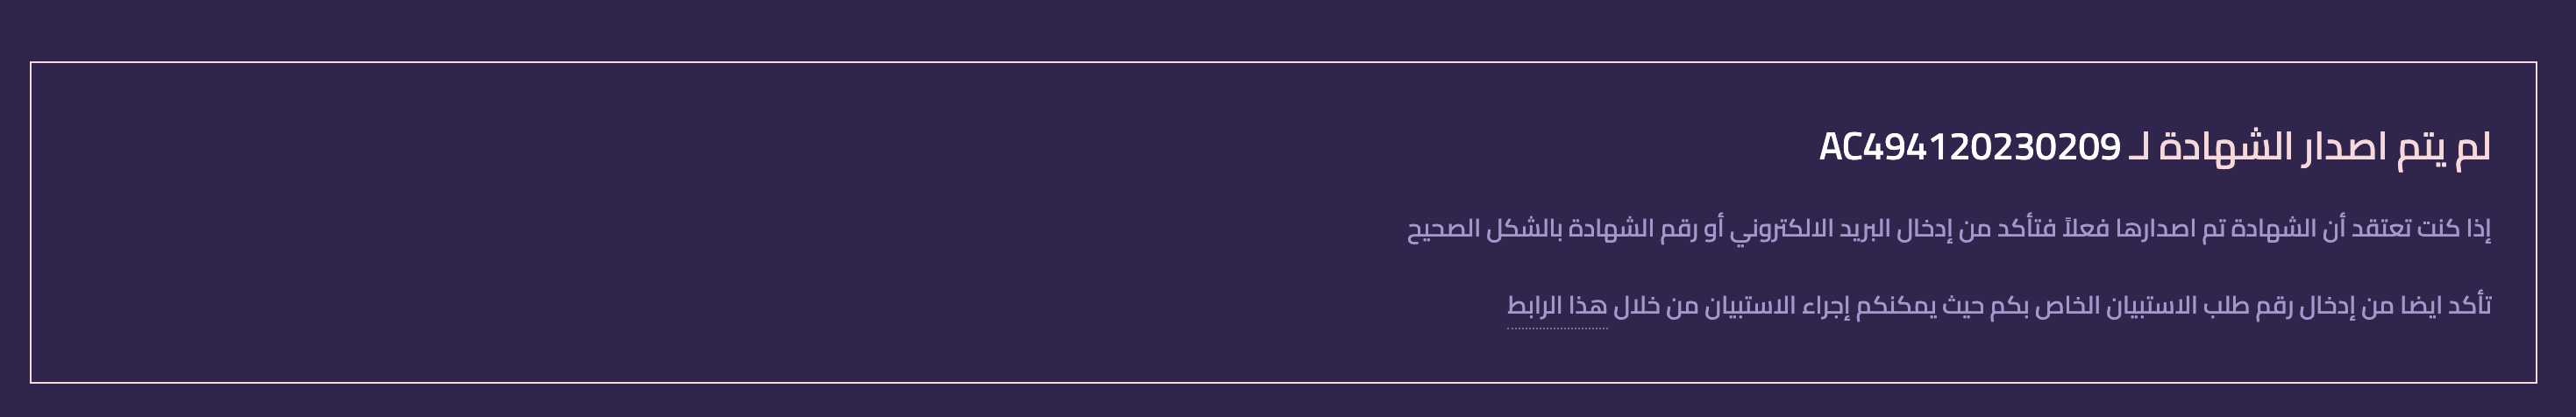 لم يتم اصدار الشهادة لـ AC494120230209
إذا كنت تعتقد أن الشهادة تم اصدارها فعلاً فتأكد من إدخال البريد الالكتروني أو رقم الشهادة بالشكل الصحيح
تأكد ايضا من إدخال رقم طلب الاستبيان الخاص بكم حيث يمكنكم إجراء الاستبيان من خلال هذا الرابط